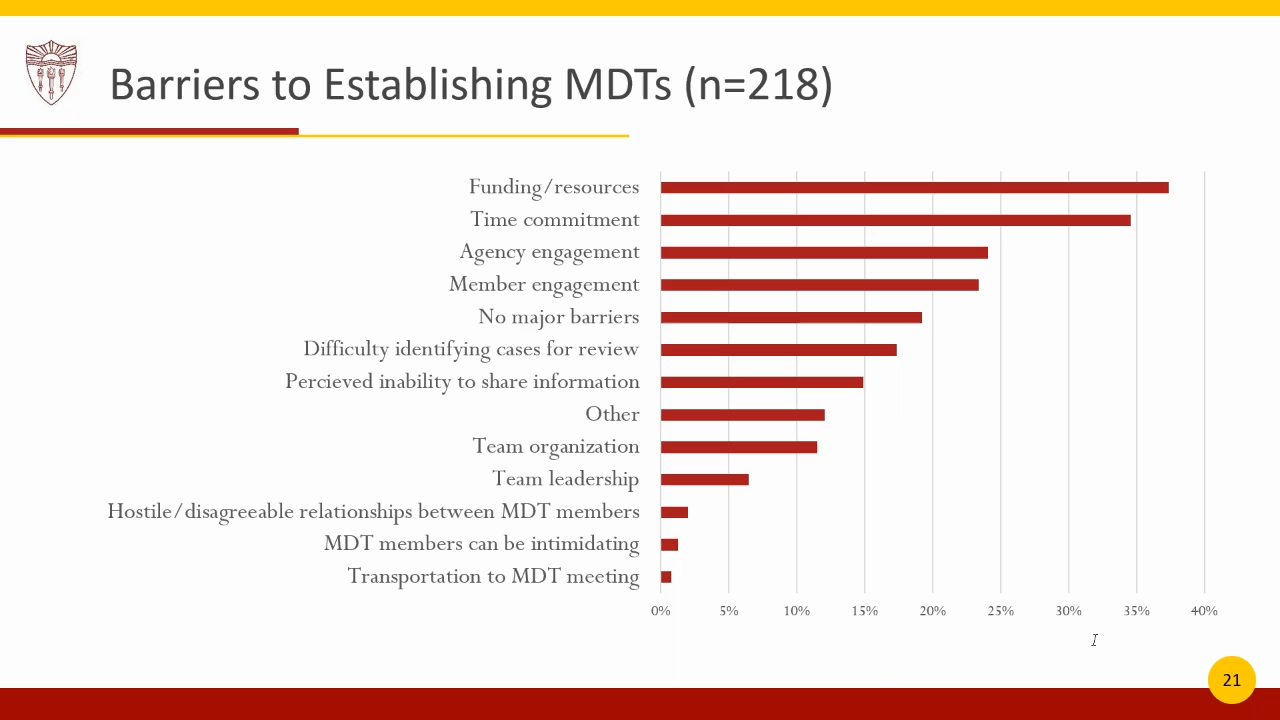 Barriers to Establishing MDTs (n=218)
Funding/resources
Time commitment
Agency engagement
Member engagement
No major barriers
Difficulty identifying cases for review
Percieved inability to share information
Other
Team organization
Team leadership
Hostile/disagreeable relationships between MDT members
MDT members can be intimidating
Transportation to MDT meeting
0% 5% 10% 15% 20% 25% 30% 35% 40%
21